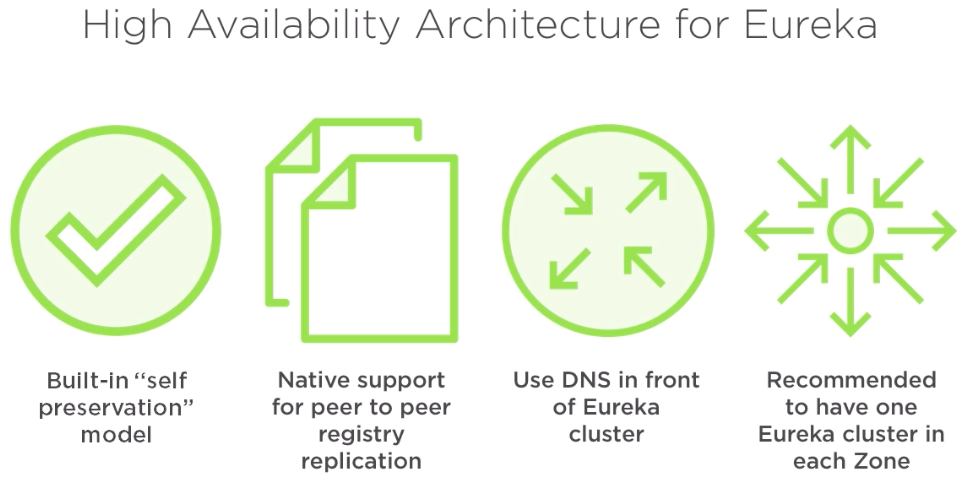 High Availability Architecture for Eureka
Built-in “self
preservation”
model
Native support
for peer to peer
registry
replication
Use DNS in front
of Eureka
cluster
Recommended
to have one
Eureka cluster in
each Zone